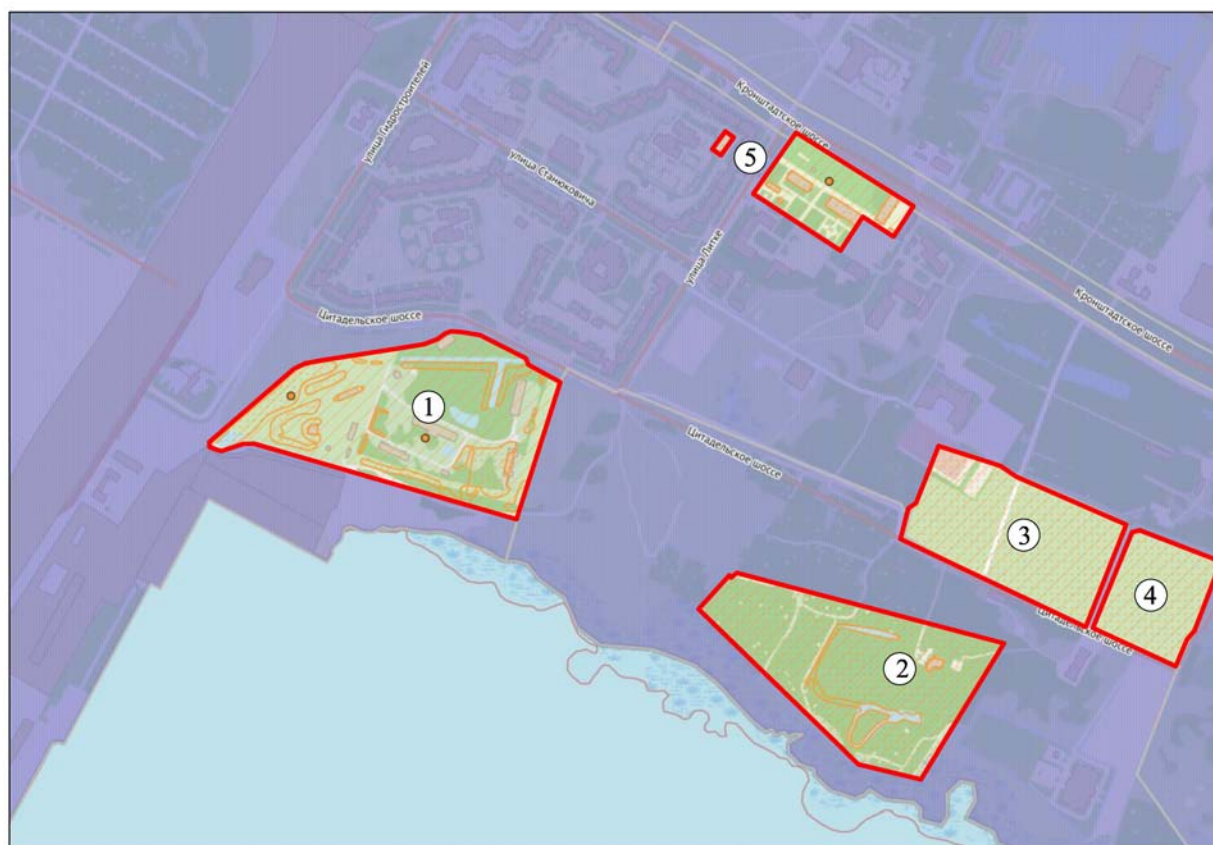 Кронштадтское шоссе
улица Гидростроителей
улица Станюковича
5
улица Литке
Цитадельское шоссе
Кронштадтское шоссе
1
Цитадельское шоссе
3
4
Цитадельское шоссе
2